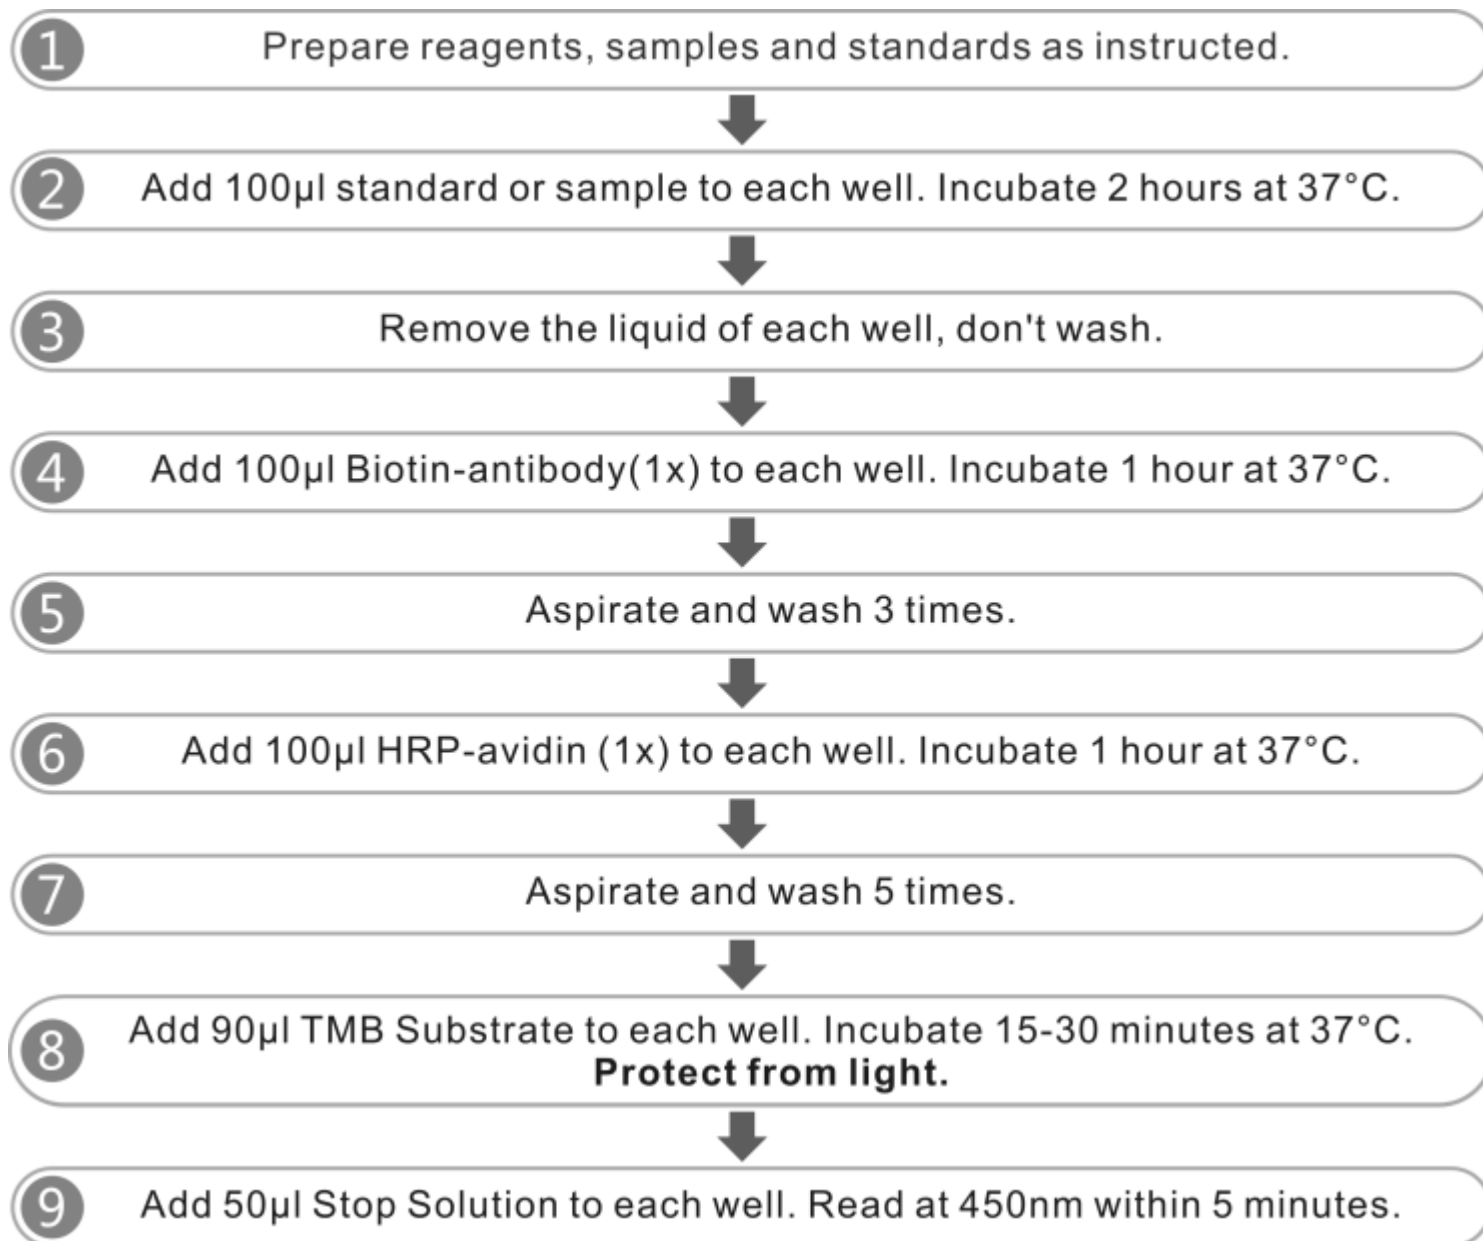 1 Prepare reagents, samples and standards as instructed.
2 Add 100µl standard or sample to each well. Incubate 2 hours at 37°C.
3 Remove the liquid of each well, don't wash.
4 Add 100µl Biotin-antibody(1x) to each well. Incubate 1 hour at 37°C.
5 Aspirate and wash 3 times.
6 Add 100µl HRP-avidin (1x) to each well. Incubate 1 hour at 37°C.
7 Aspirate and wash 5 times.
8 Add 90µl TMB Substrate to each well. Incubate 15-30 minutes at 37°C.
Protect from light.
9 Add 50µl Stop Solution to each well. Read at 450nm within 5 minutes.